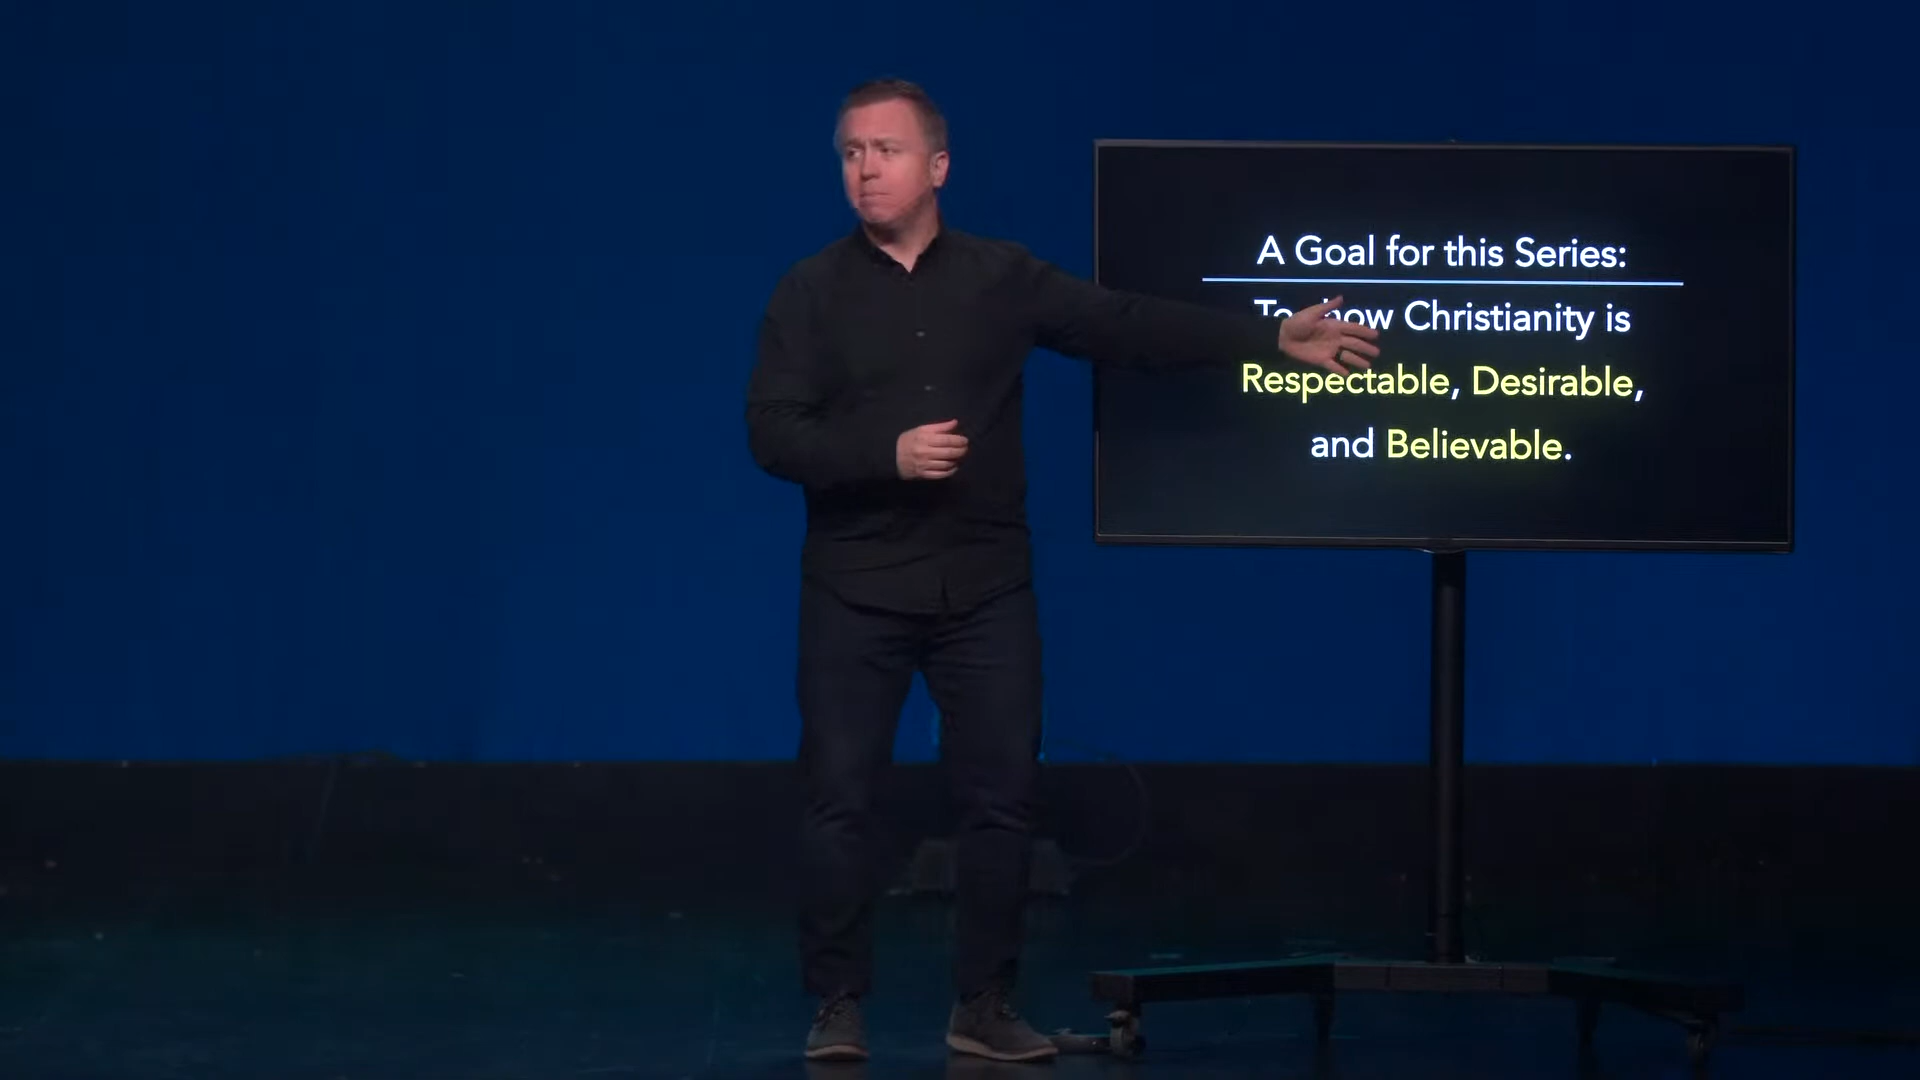 A Goal for this Series:
Christianity is
Respectable, Desirable,
and Believable.